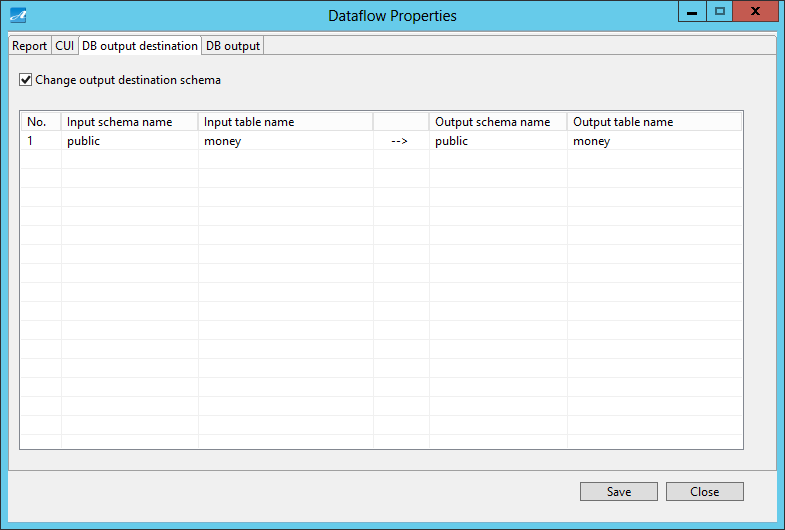 Dataflow Properties
Report CUI DB output destination DB output
Change output destination schema
No. Input schema name Input table name Output schema name Output table name
1 public money --> public money
Save Close